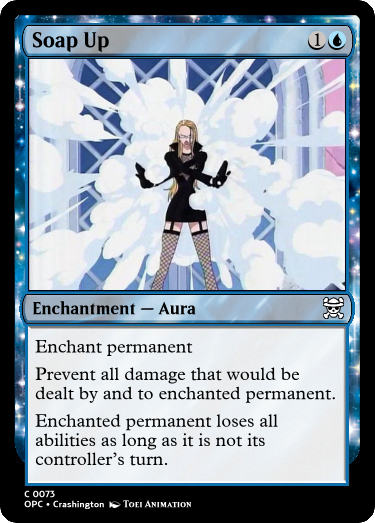 Soap Up 1
Enchantment — Aura
Enchant permanent
Prevent all damage that would be
dealt by and to enchanted permanent.
Enchanted permanent loses all
abilities as long as it is not its
controller's turn.
C 0073
OPC • Crashington Toei Animation